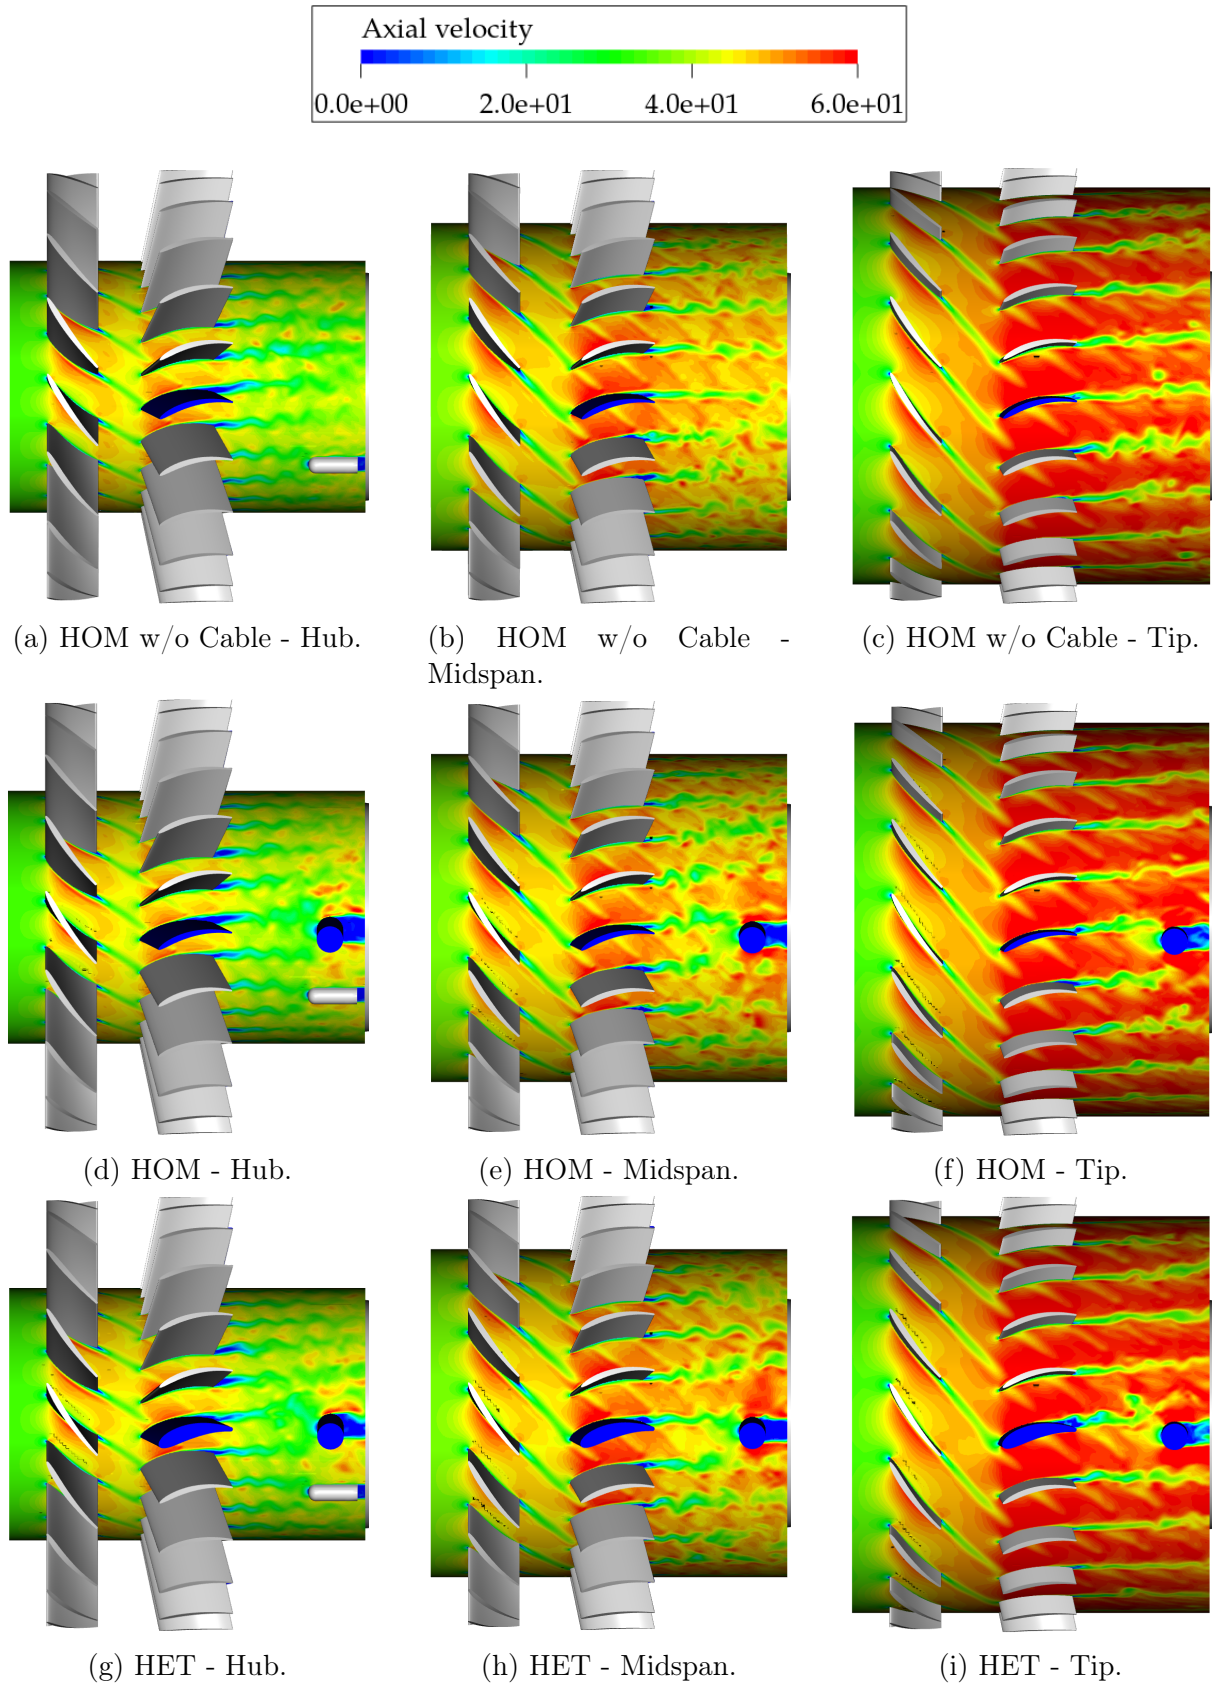 Axial velocity
0.0e+00 2.0e+01 4.0e+01 6.0e+01
(a) HOM w/o Cable - Hub.
(b) HOM w/o Cable -
Midspan.
(c) HOM w/o Cable - Tip.
(d) HOM - Hub.
(e) HOM - Midspan.
(f) HOM - Tip.
(g) HET - Hub.
(h) HET - Midspan.
(i) HET - Tip.